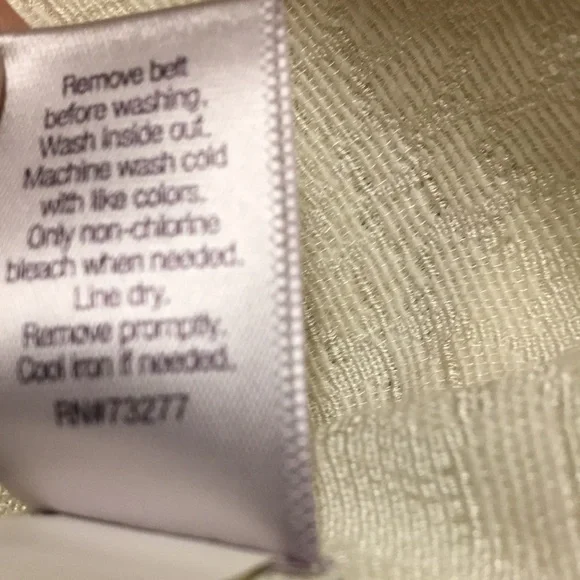 Remove belt
before washing.
Wash inside out.
Machine wash cold
with like colors.
Only non-chlorine
bleach when needed.
Line dry.
Remove promptly.
Cool iron if needed.
RN#73277